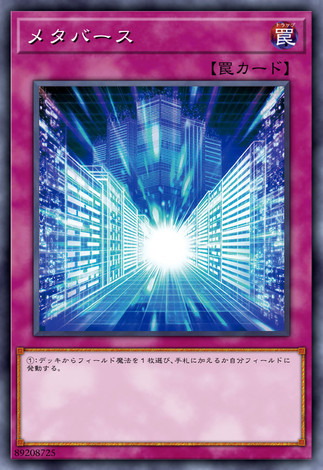 メタバース
トラップ
罠
【罠カード】
①:デッキからフィールド魔法を1枚選び、手札に加えるか自分フィールドに
発動する。
89208725